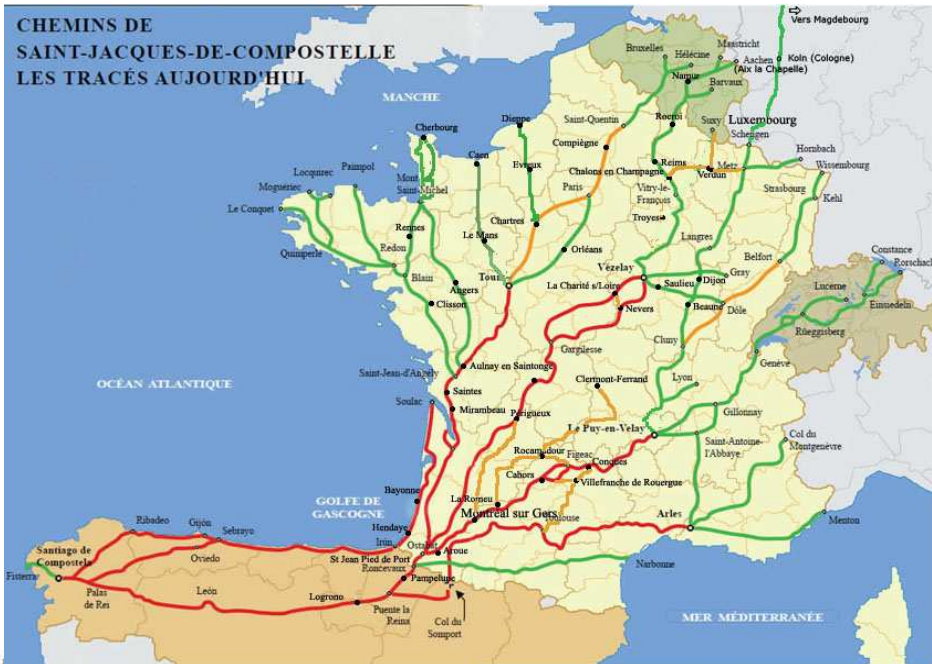 CHEMINS DE
SAINT-JACQUES-DE-COMPOSTELLE
LES TRACÉS AUJOURD'HUI
Vers Magdebourg
Bruxelles
Hélécine
Maastricht
Koln (Cologne)
Aachen
(Aix la Chapelle)
Namur
Barvaux
MANCHE
Cherbourg
Dieppe
Saint-Quentin
Rocroi
Suxy
Luxembourg
Schengen
Compiègne
Hornbach
Caen
Evreux
Reims
Chalons en Champagne
Verdun
Metz
Wissembourg
Locquirec
Paimpol
Mont
Saint-Michel
Paris
Vitry-le-
François
Strasbourg
Kehl
Moguériec
Le Conquet
Chartres
Troyes
Rennes
Le Mans
Orléans
Langres
Quimperlé
Redon
Blain
Tours
Vézelay
Belfort
Constance
Rorschach
Angers
La Charité s/Loire
Saulieu
Dijon
Gray
Lucerne
Clisson
Nevers
Beaune
Dôle
Einsiedeln
Rüeggisberg
Cluny
Gargilesse
Genève
Saint-Jean-d'Angély
Aulnay en Saintonge
OCÉAN ATLANTIQUE
Clermont-Ferrand
Lyon
Soulac
Saintes
Mirambeau
Périgueux
Gillonnay
Le Puy-en-Velay
Saint-Antoine-
l'Abbaye
Col du
Montgenèvre
Rocamadour
Figeac
Conques
Cahors
Villefranche de Rouergue
Bayonne
GOLFE DE
GASCOGNE
La Romeu
Montréal sur Gers
Toulouse
Arles
Menton
Ribadeo
Gijón
Sebrayo
Hendaye
Irún
Ostabat
Aroue
Oviedo
Santiago de
Compostela
St Jean Pied de Port
Roncevaux
Narbonne
Fisterra
Pampelune
Palas
de Rei
León
Logrono
Puente la
Reina
Col du
Somport
MER MÉDITERRANÉE